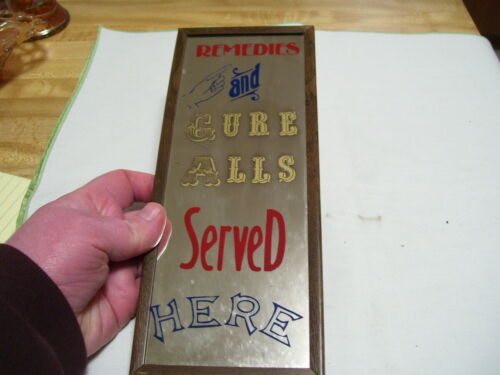 REMEDIES
and
CURE
ALLS
ServeD
HERE